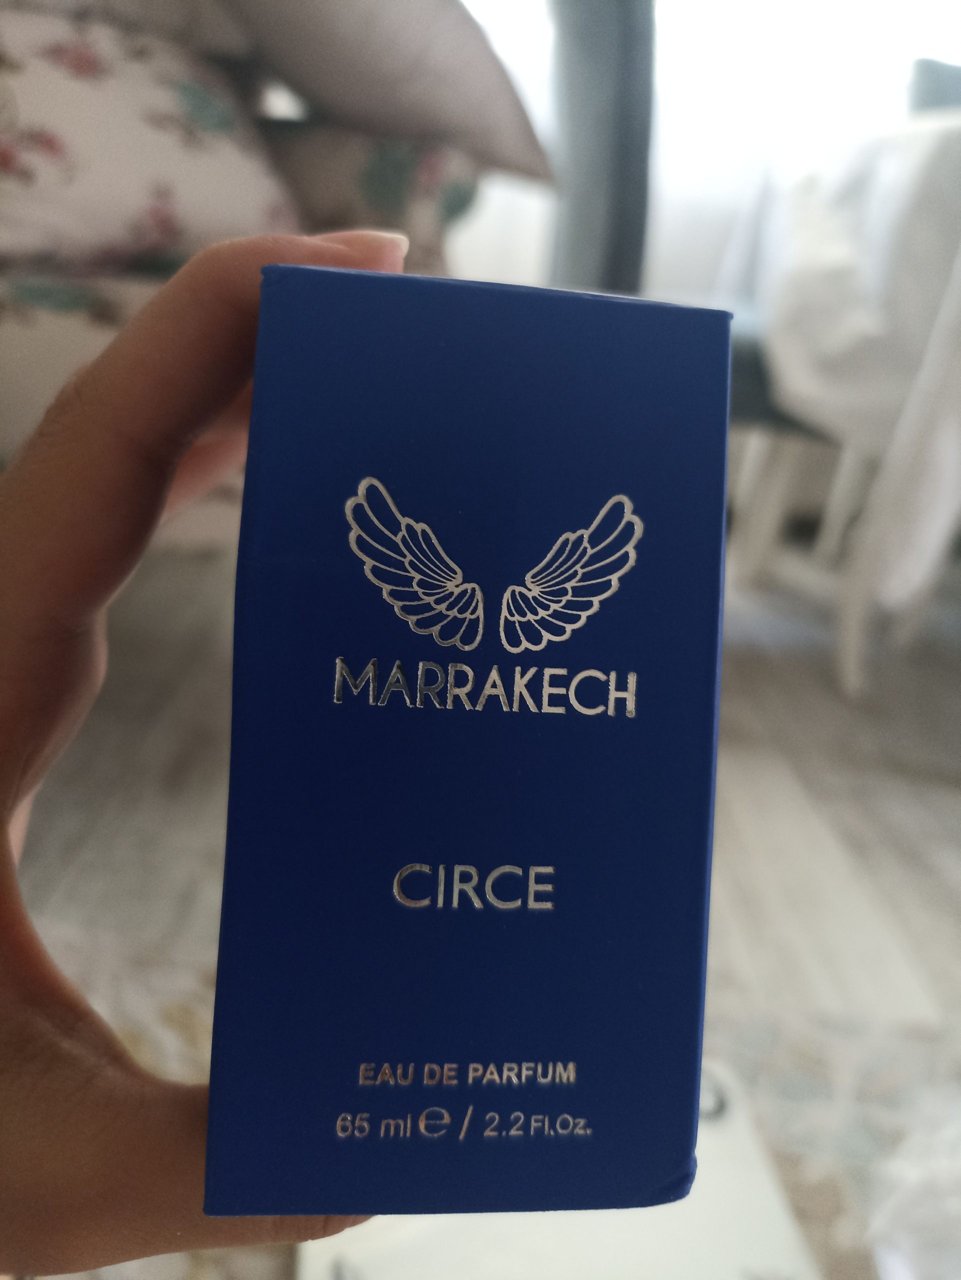 MARRAKECH
CIRCE
EAU DE PARFUM
65 ml ℮ / 2.2 Fl.Oz.